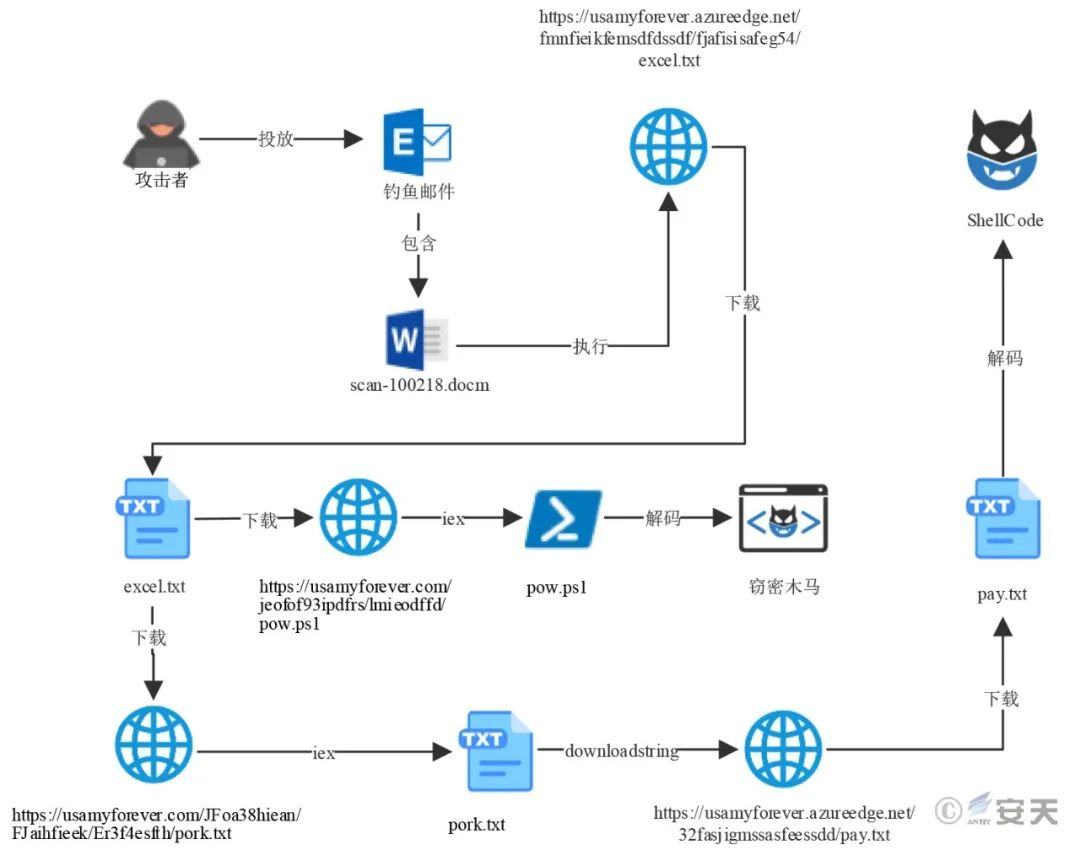 https://usamyforever.azureedge.net/
fmnfieikfemsdfdssdf/fjafisisafeg54/
excel.txt
投放
攻击者
E
钓鱼邮件
ShellCode
包含
下载
W
执行
解码
scan-100218.docm
TXT
下载
iex
解码
TXT
excel.txt
https://usamyforever.com/
jeofof93ipdfrs/lmieodffd/
pow.ps1
pow.ps1
窃密木马
pay.txt
下载
下载
TXT
iex
downloadstring
https://usamyforever.com/JFoa38hiean/
FJaihfieek/Er3f4esfth/pork.txt
pork.txt
https://usamyforever.azureedge.net/
32fasjigmssasfeessdd/pay.txt
© ANTIY 安天